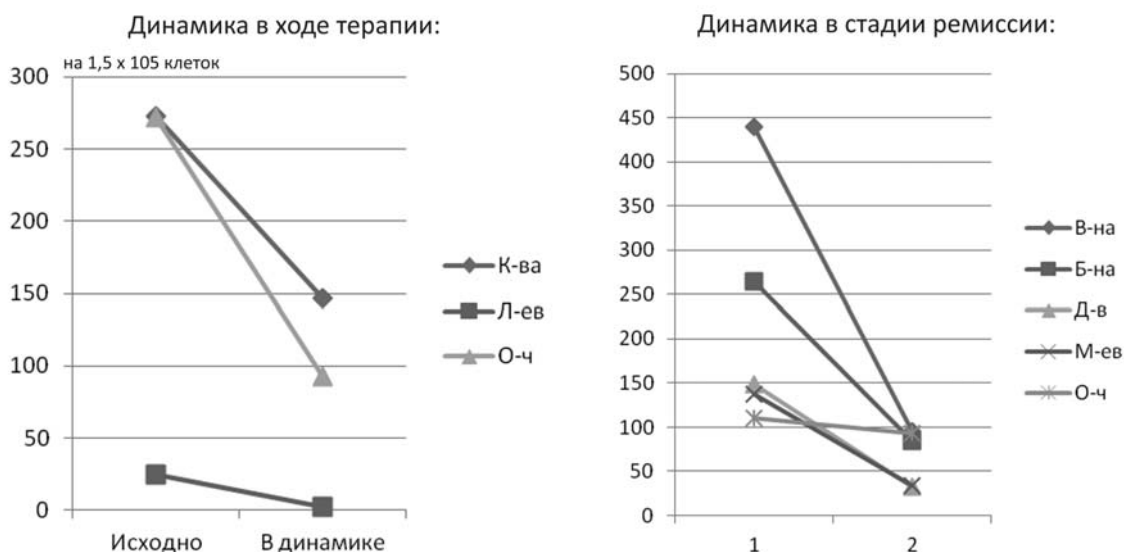 Динамика в ходе терапии:
на 1,5 x 105 клеток
300
250
200
150
100
50
0
Исходно
В динамике
К-ва
Л-ев
О-ч
Динамика в стадии ремиссии:
500
450
400
350
300
250
200
150
100
50
0
1
2
В-на
Б-на
Д-в
М-ев
О-ч